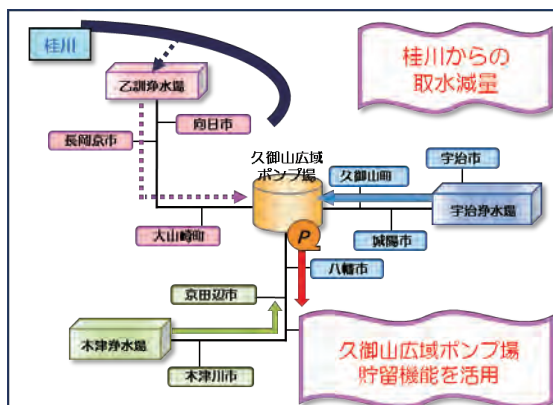 桂川
桂川からの
取水減量
乙訓浄水場
向日市
長岡京市
久御山広域
ポンプ場
久御山町
宇治市
宇治浄水場
大山崎町
城陽市
P
八幡市
京田辺市
木津浄水場
木津川市
久御山広域ポンプ場
貯留機能を活用